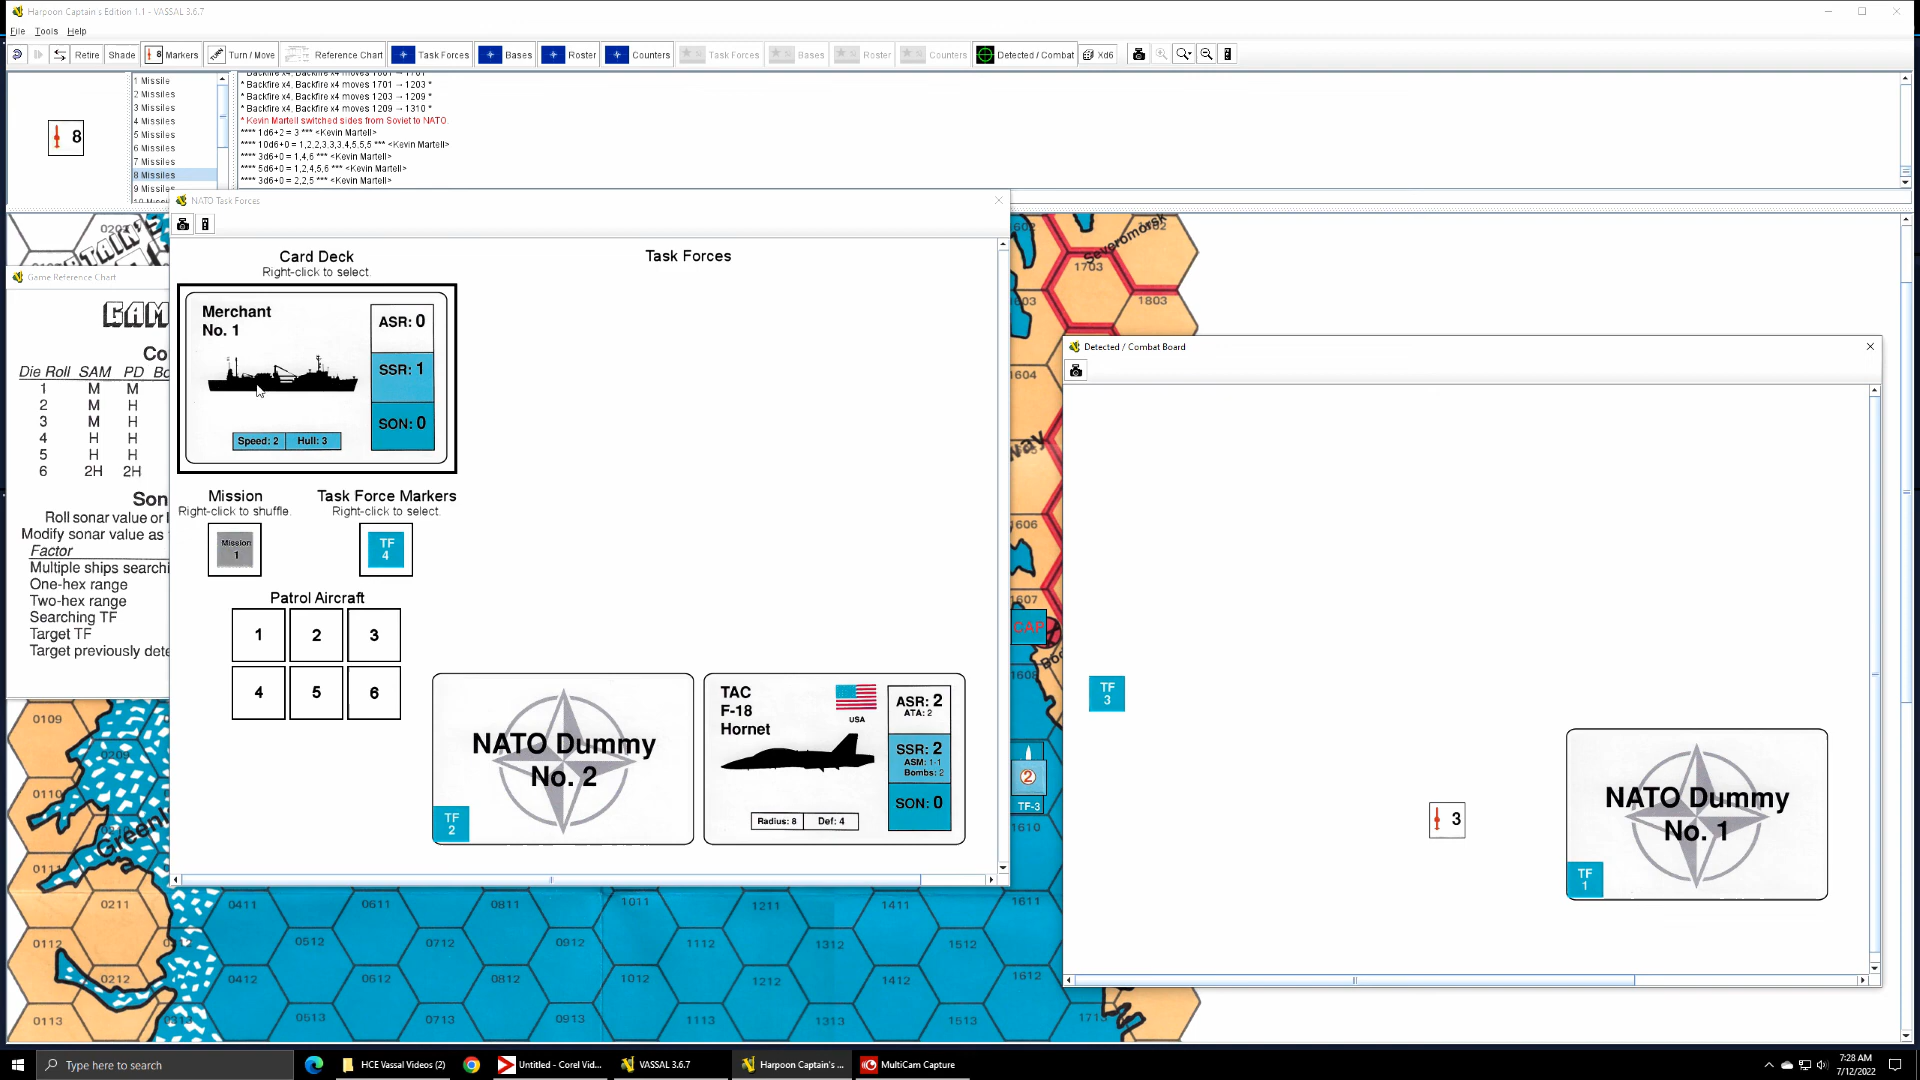 Harpoon Captain's Edition 1.1 - VASSAL 3.6.7
File Tools Help
Retire Shade 8 Markers Turn / Move Reference Chart Task Forces Bases Roster Counters Task Forces Bases Roster Counters Detected / Combat Xd6
8
1 Missile
2 Missiles
3 Missiles
4 Missiles
5 Missiles
6 Missiles
7 Missiles
8 Missiles
9 Missiles
* Backfire x4, Backfire x4 moves 1701 → 1203 *
* Backfire x4, Backfire x4 moves 1203 → 1209 *
* Backfire x4, Backfire x4 moves 1209 → 1310 *
* Kevin Martell switched sides from Soviet to NATO.
**** 1d6+2 = 3 *** <Kevin Martell>
**** 10d6+0 = 1,2,2,3,3,3,4,5,5,5 *** <Kevin Martell>
**** 3d6+0 = 1,4,6 *** <Kevin Martell>
**** 5d6+0 = 1,2,4,5,6 *** <Kevin Martell>
**** 3d6+0 = 2,2,5 *** <Kevin Martell>
NATO Task Forces
Card Deck
Right-click to select.
Task Forces
Merchant
No. 1
ASR: 0
SSR: 1
SON: 0
Speed: 2 Hull: 3
Mission
Right-click to shuffle.
Task Force Markers
Right-click to select.
Mission
1
TF
4
Patrol Aircraft
1 2 3
4 5 6
NATO Dummy
No. 2
TF
2
TAC
F-18
Hornet
USA
ASR: 2
ATA: 2
SSR: 2
ASM: 1-1
Bombs: 2
SON: 0
Radius: 8 Def: 4
Game Reference Chart
GAM
Co
Die Roll SAM PD
1 M M
2 M H
3 M H
4 H H
5 H H
6 2H 2H
Son
Roll sonar value or
Modify sonar value as
Factor
Multiple ships searchi
One-hex range
Two-hex range
Searching TF
Target TF
Target previously dete
Detected / Combat Board
TF
3
3
NATO Dummy
No. 1
TF
1
Severomorsk
1703
1803
1604
1606
1607
CAP
1608
2
TF-3
1610
0109
0209
0110
Greenl
0211
0411
0611
0811
1011
1211
1411
1611
0112
0512
0712
0912
1112
1312
1512
0212
0412
0612
0812
1012
1212
1412
1612
0113
0313
0513
0713
0913
1113
1313
1513
1713
Type here to search
HCE Vassal Videos (2)
Untitled - Corel Vid...
VASSAL 3.6.7
Harpoon Captain's ...
MultiCam Capture
7:28 AM
7/12/2022